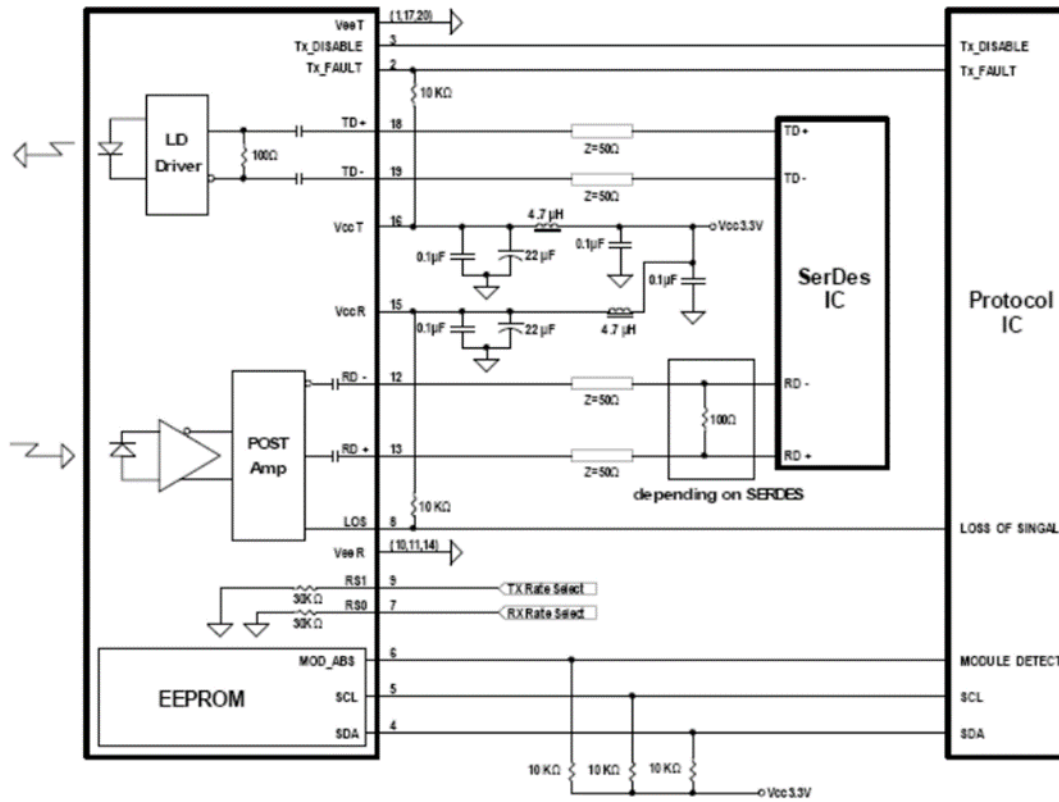 VeeT (1,17,20)
Tx_DISABLE 3 Tx_DISABLE
Tx_FAULT 2 Tx_FAULT
10 KΩ
LD
Driver
100Ω
TD+ 18 Z=50Ω TD+
TD- 19 Z=50Ω TD-
VccT 16 4.7 µH Vcc3.3V
0.1µF 22 µF 0.1µF 0.1µF
SerDes
IC
Protocol
IC
VccR 15 4.7 µH
0.1µF 22 µF
RD - 12 Z=50Ω RD -
100Ω
POST
Amp
RD + 13 Z=50Ω RD +
depending on SERDES
10 KΩ
LOS 8 LOSS OF SINGAL
VeeR (10,11,14)
RS1 9 TX Rate Select
30KΩ
RS0 7 RX Rate Select
30KΩ
EEPROM
MOD_ABS 6 MODULE DETECT
SCL 5 SCL
SDA 4 SDA
10 KΩ 10 KΩ 10 KΩ
Vcc3.3V